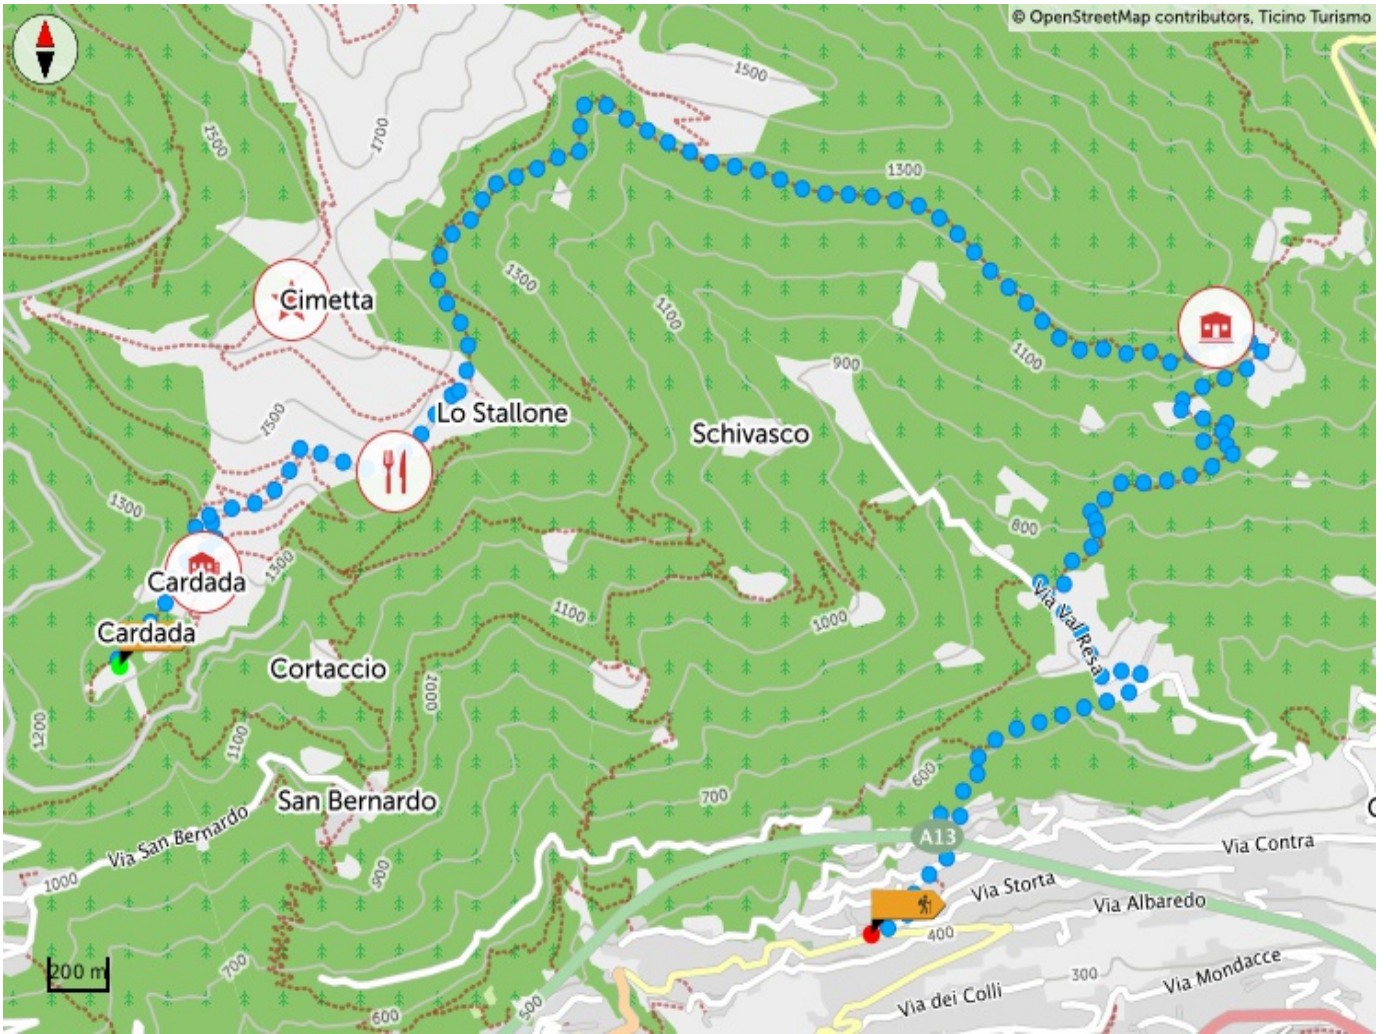 © OpenStreetMap contributors, Ticino Turismo
1500
1500
1700
1300
Cimetta
1300
1100
1100
900
1500
Lo Stallone
Schivasco
1300
800
1300
Cardada
Via Val Resa
1100
1000
Cardada
Cortaccio
1000
1200
1100
600
700
San Bernardo
Via San Bernardo
A13
Via Contra
900
1000
Via Storta
Via Albaredo
400
700
200 m
300
Via Mondacce
Via dei Colli
500
600